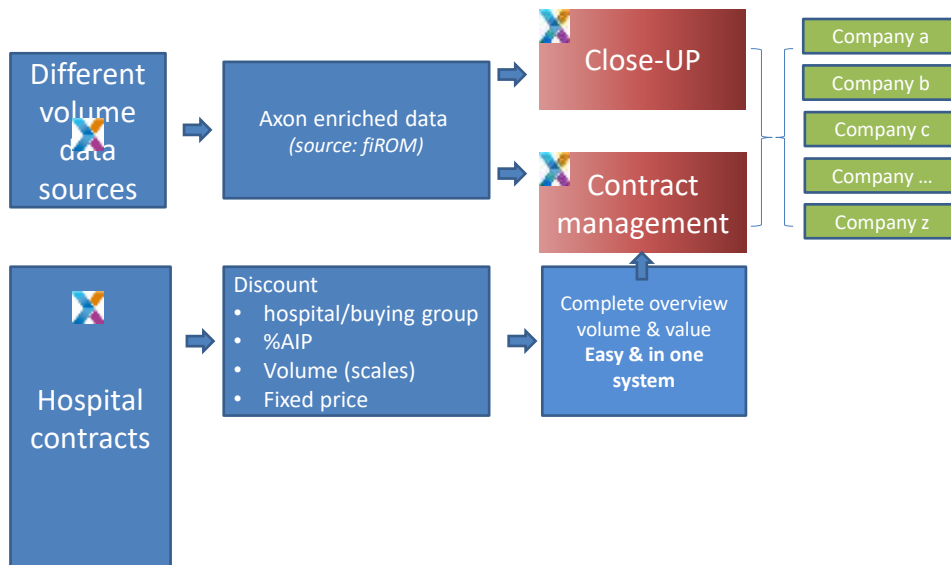 Different
volume
data
sources
Axon enriched data
(source: fiROM)
Close-UP
Contract
management
Company a
Company b
Company c
Company ...
Company z
Hospital
contracts
Discount
• hospital/buying group
• %AIP
• Volume (scales)
• Fixed price
Complete overview
volume & value
Easy & in one
system